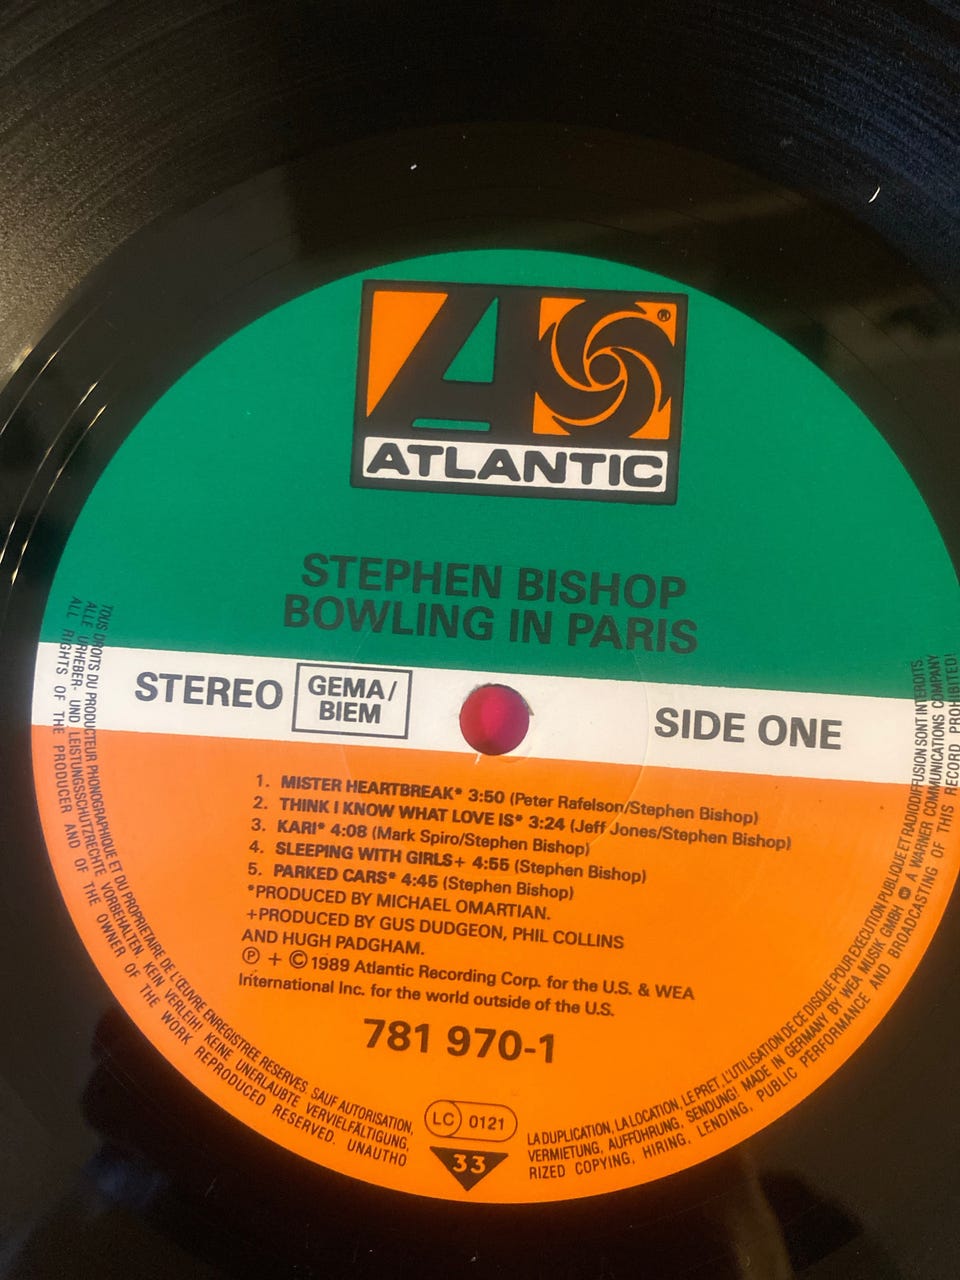 ®
ATLANTIC
STEPHEN BISHOP
BOWLING IN PARIS
STEREO
GEMA/
BIEM
SIDE ONE
1. MISTER HEARTBREAK* 3:50 (Peter Rafelson/Stephen Bishop)
2. THINK I KNOW WHAT LOVE IS* 3:24 (Jeff Jones/Stephen Bishop)
3. KARI* 4:08 (Mark Spiro/Stephen Bishop)
4. SLEEPING WITH GIRLS+ 4:55 (Stephen Bishop)
5. PARKED CARS* 4:45 (Stephen Bishop)
*PRODUCED BY MICHAEL OMARTIAN.
+PRODUCED BY GUS DUDGEON, PHIL COLLINS
AND HUGH PADGHAM.
℗ + © 1989 Atlantic Recording Corp. for the U.S. & WEA
International Inc. for the world outside of the U.S.
781 970-1
LC 0121
33
TOUS DROITS DU PRODUCTEUR PHONOGRAPHIQUE ET DU PROPRIETAIRE DE L'ŒUVRE ENREGISTREE RESERVES. SAUF AUTORISATION,
LA DUPLICATION, LA LOCATION, LE PRET, L'UTILISATION DE CE DISQUE POUR EXECUTION PUBLIQUE ET RADIODIFFUSION SONT INTERDITS.
ALLE URHEBER- UND LEISTUNGSSCHUTZRECHTE VORBEHALTEN. KEIN VERLEIH! KEINE UNERLAUBTE VERVIELFÄLTIGUNG,
VERMIETUNG, AUFFÜHRUNG, SENDUNG! MADE IN GERMANY BY WEA MUSIK GMBH A WARNER COMMUNICATIONS COMPANY
ALL RIGHTS OF THE PRODUCER AND OF THE OWNER OF THE WORK REPRODUCED RESERVED. UNAUTHO
RIZED COPYING, HIRING, LENDING, PUBLIC PERFORMANCE AND BROADCASTING OF THIS RECORD PROHIBITED!